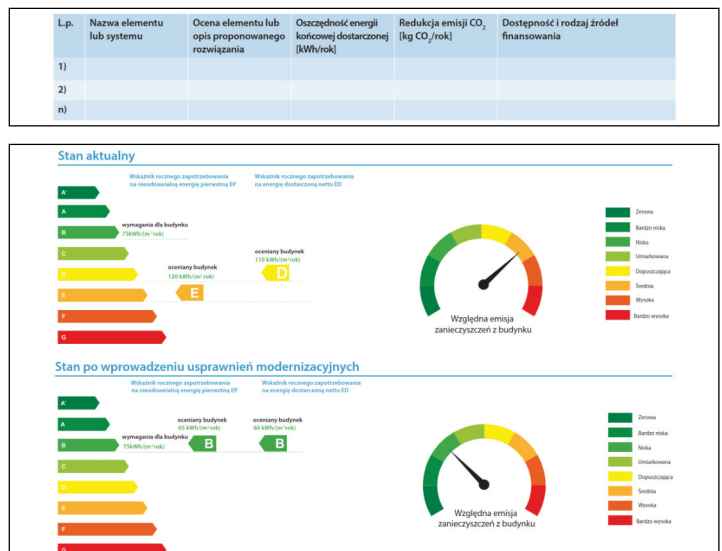 L.p. Nazwa elementu lub systemu Ocena elementu lub opis proponowanego rozwiązania Oszczędność energii końcowej dostarczonej [kWh/rok] Redukcja emisji CO₂ [kg CO₂/rok] Dostępność i rodzaj źródeł finansowania
1)
2)
n)
Stan aktualny
Wskaźnik rocznego zapotrzebowania
na nieodnawialną energię pierwotną EP
Wskaźnik rocznego zapotrzebowania
na energię dostarczoną netto ED
A⁺
A
B
C
D
E
F
G
wymagania dla budynku
75kWh/(m²rok)
oceniany budynek
120 kWh/(m²rok)
E
oceniany budynek
110 kWh/(m²rok)
D
Względna emisja
zanieczyszczeń z budynku
Zerowa
Bardzo niska
Niska
Umiarkowana
Dopuszczająca
Średnia
Wysoka
Bardzo wysoka
Stan po wprowadzeniu usprawnień modernizacyjnych
Wskaźnik rocznego zapotrzebowania
na nieodnawialną energię pierwotną EP
Wskaźnik rocznego zapotrzebowania
na energię dostarczoną netto ED
A⁺
A
B
C
D
E
F
G
wymagania dla budynku
75kWh/(m²rok)
oceniany budynek
65 kWh/(m²rok)
B
oceniany budynek
60 kWh/(m²rok)
B
Względna emisja
zanieczyszczeń z budynku
Zerowa
Bardzo niska
Niska
Umiarkowana
Dopuszczająca
Średnia
Wysoka
Bardzo wysoka